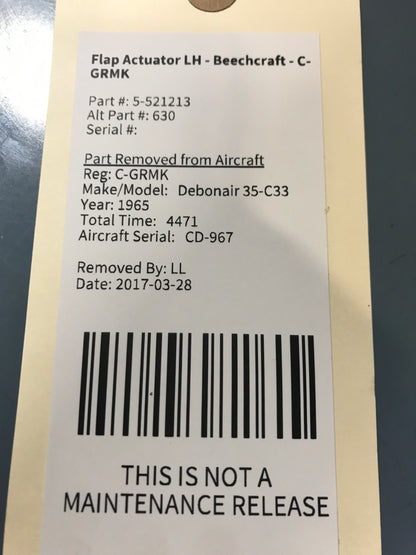 Flap Actuator LH - Beechcraft - C-
GRMK
Part #: 5-521213
Alt Part #: 630
Serial #:
Part Removed from Aircraft
Reg: C-GRMK
Make/Model: Debonair 35-C33
Year: 1965
Total Time: 4471
Aircraft Serial: CD-967
Removed By: LL
Date: 2017-03-28
THIS IS NOT A
MAINTENANCE RELEASE